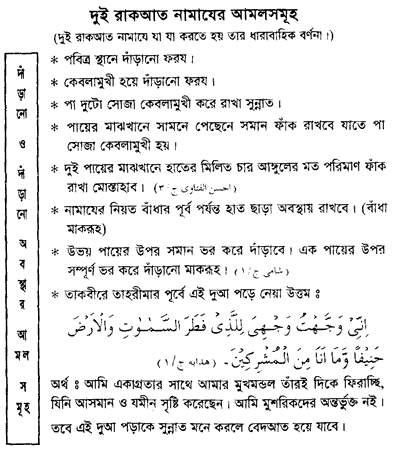 দুই রাকআত নামাযের আমলসমূহ
(দুই রাকআত নামাযে যা যা করতে হয় তার ধারাবাহিক বর্ণনা।)
দাঁড়ানো ও দাঁড়ানো অবস্থার আমল সমূহ
* পবিত্র স্থানে দাঁড়ানো ফরয।
* কেবলামুখী হয়ে দাঁড়ানো ফরয।
* পা দুটো সোজা কেবলামুখী করে রাখা সুন্নাত।
* পায়ের মাঝখানে সামনে পেছেনে সমান ফাঁক রাখবে যাতে পা
সোজা কেবলামুখী হয়।
* দুই পায়ের মাঝখানে হাতের মিলিত চার আঙ্গুলের মত পরিমাণ ফাঁক
রাখা মোস্তাহাব। (احسن الفتاوى ج ٣٠)
* নামাযের নিয়ত বাঁধার পূর্ব পর্যন্ত হাত ছাড়া অবস্থায় রাখবে। (বাঁধা
মাকরূহ)
* উভয় পায়ের উপর সমান ভর করে দাঁড়াবে। এক পায়ের উপর
সম্পূর্ণ ভর করে দাঁড়ানো মাকরূহ। (شامى ج/١)
* তাকবীরে তাহরীমার পূর্বে এই দুআ পড়ে নেয়া উত্তম ঃ
اِنِّىْ وَجَّهْتُ وَجْهِىَ لِلَّذِىْ فَطَرَ السَّمٰوٰتِ وَالْاَرْضَ
حَنِيْفًا وَّمَا اَنَا مِنَ الْمُشْرِكِيْنَ۔ (هدايه ج/١)
অর্থ ঃ আমি একাগ্রতার সাথে আমার মুখমন্ডল তাঁরই দিকে ফিরাচ্ছি,
যিনি আসমান ও যমীন সৃষ্টি করেছেন। আমি মুশরিকদের অন্তর্ভুক্ত নই।
তবে এই দুআ পড়াকে সুন্নাত মনে করলে বেদআত হয়ে যাবে।